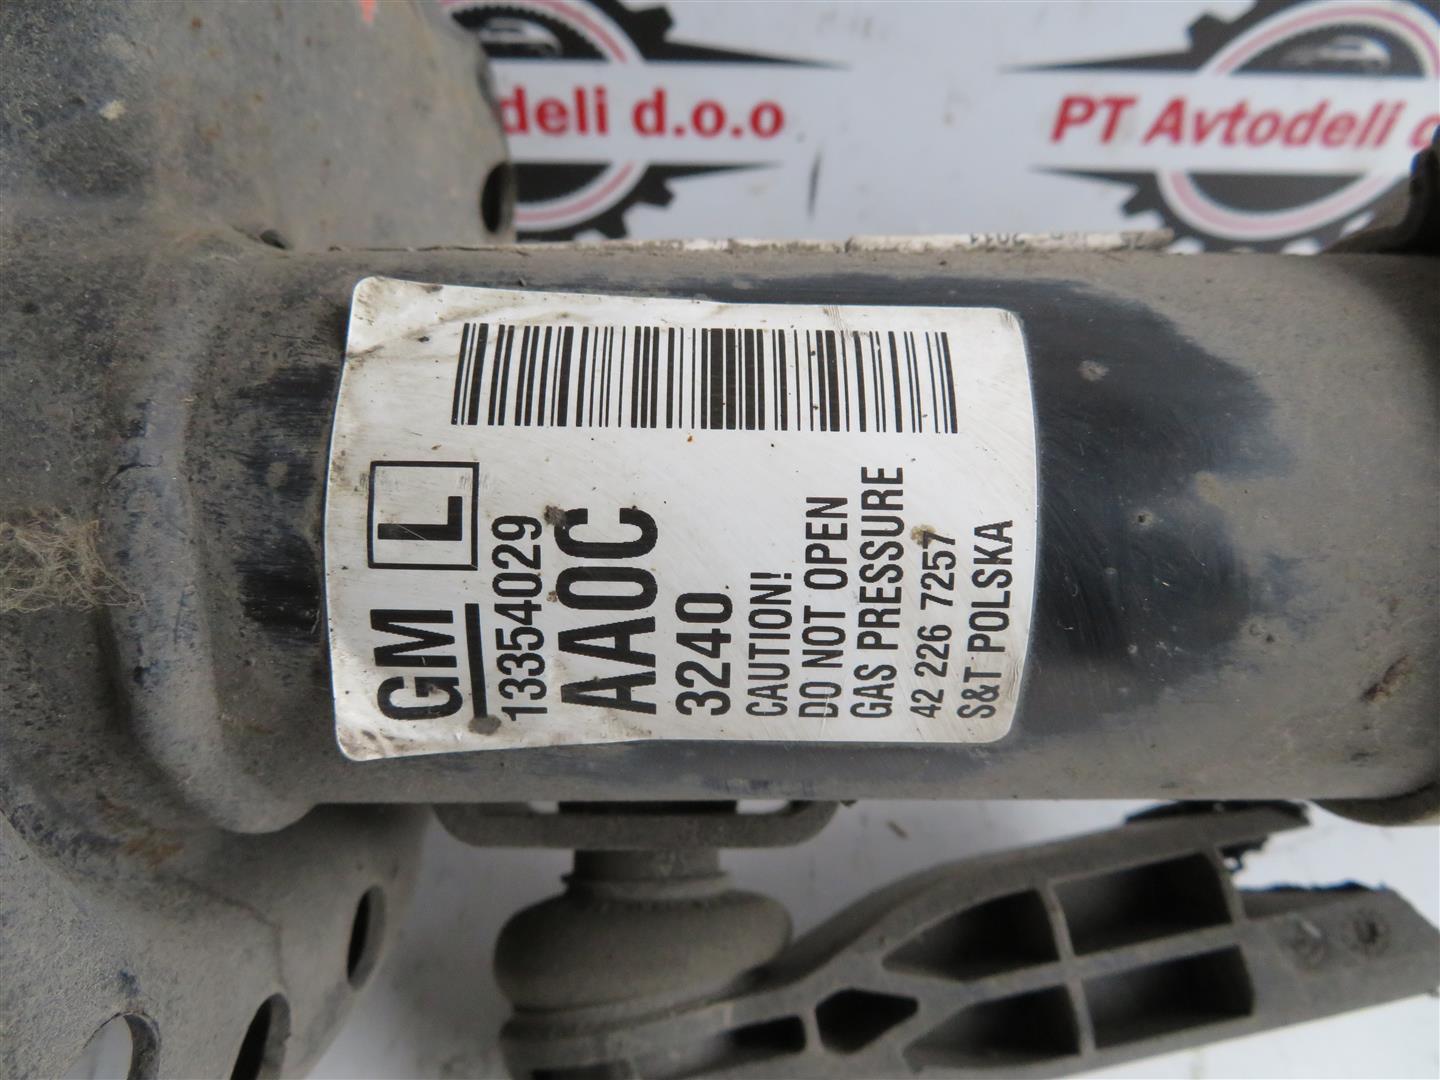 deli d.o.o
PT Avtodeli d
GM L
13354029
AA0C
3240
CAUTION!
DO NOT OPEN
GAS PRESSURE
42 226 7257
S&T POLSKA